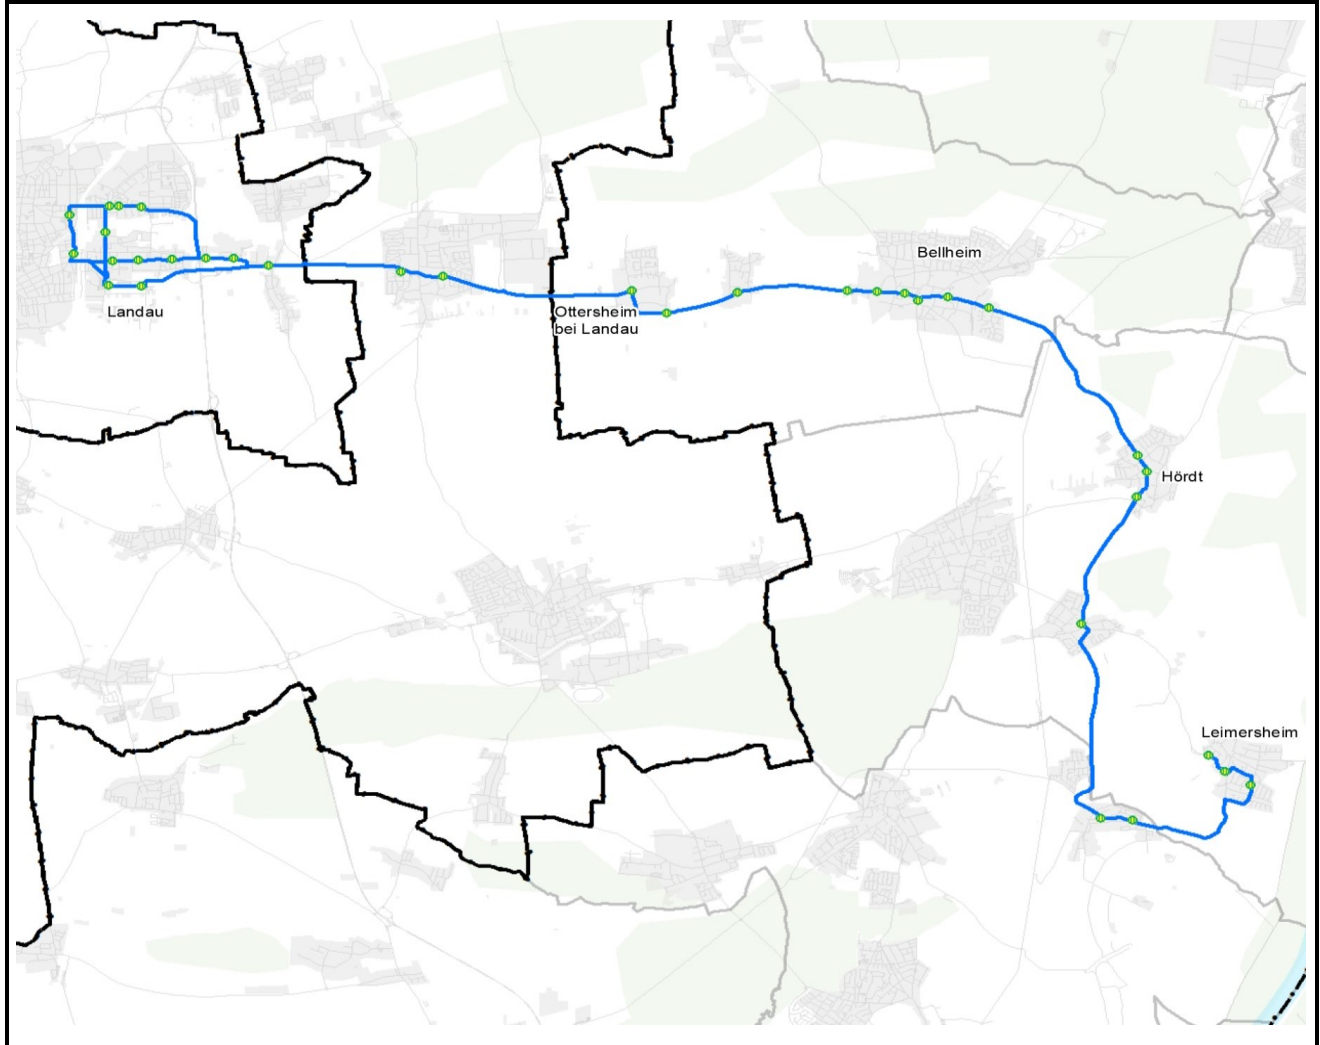 Bellheim
Landau
Ottersheim
bei Landau
Hördt
Leimersheim